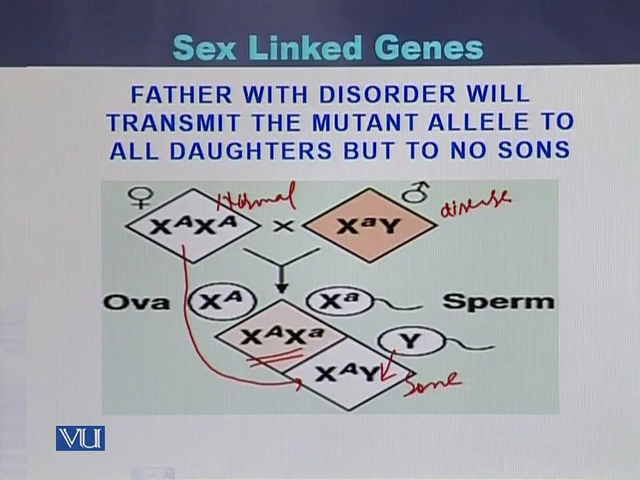 Sex Linked Genes
FATHER WITH DISORDER WILL
TRANSMIT THE MUTANT ALLELE TO
ALL DAUGHTERS BUT TO NO SONS
♀ ♂
Normal disease
XᴬXᴬ × XᵃY
Ova Xᴬ Xᵃ Sperm
XᴬXᵃ Y
XᴬY Sone
VU